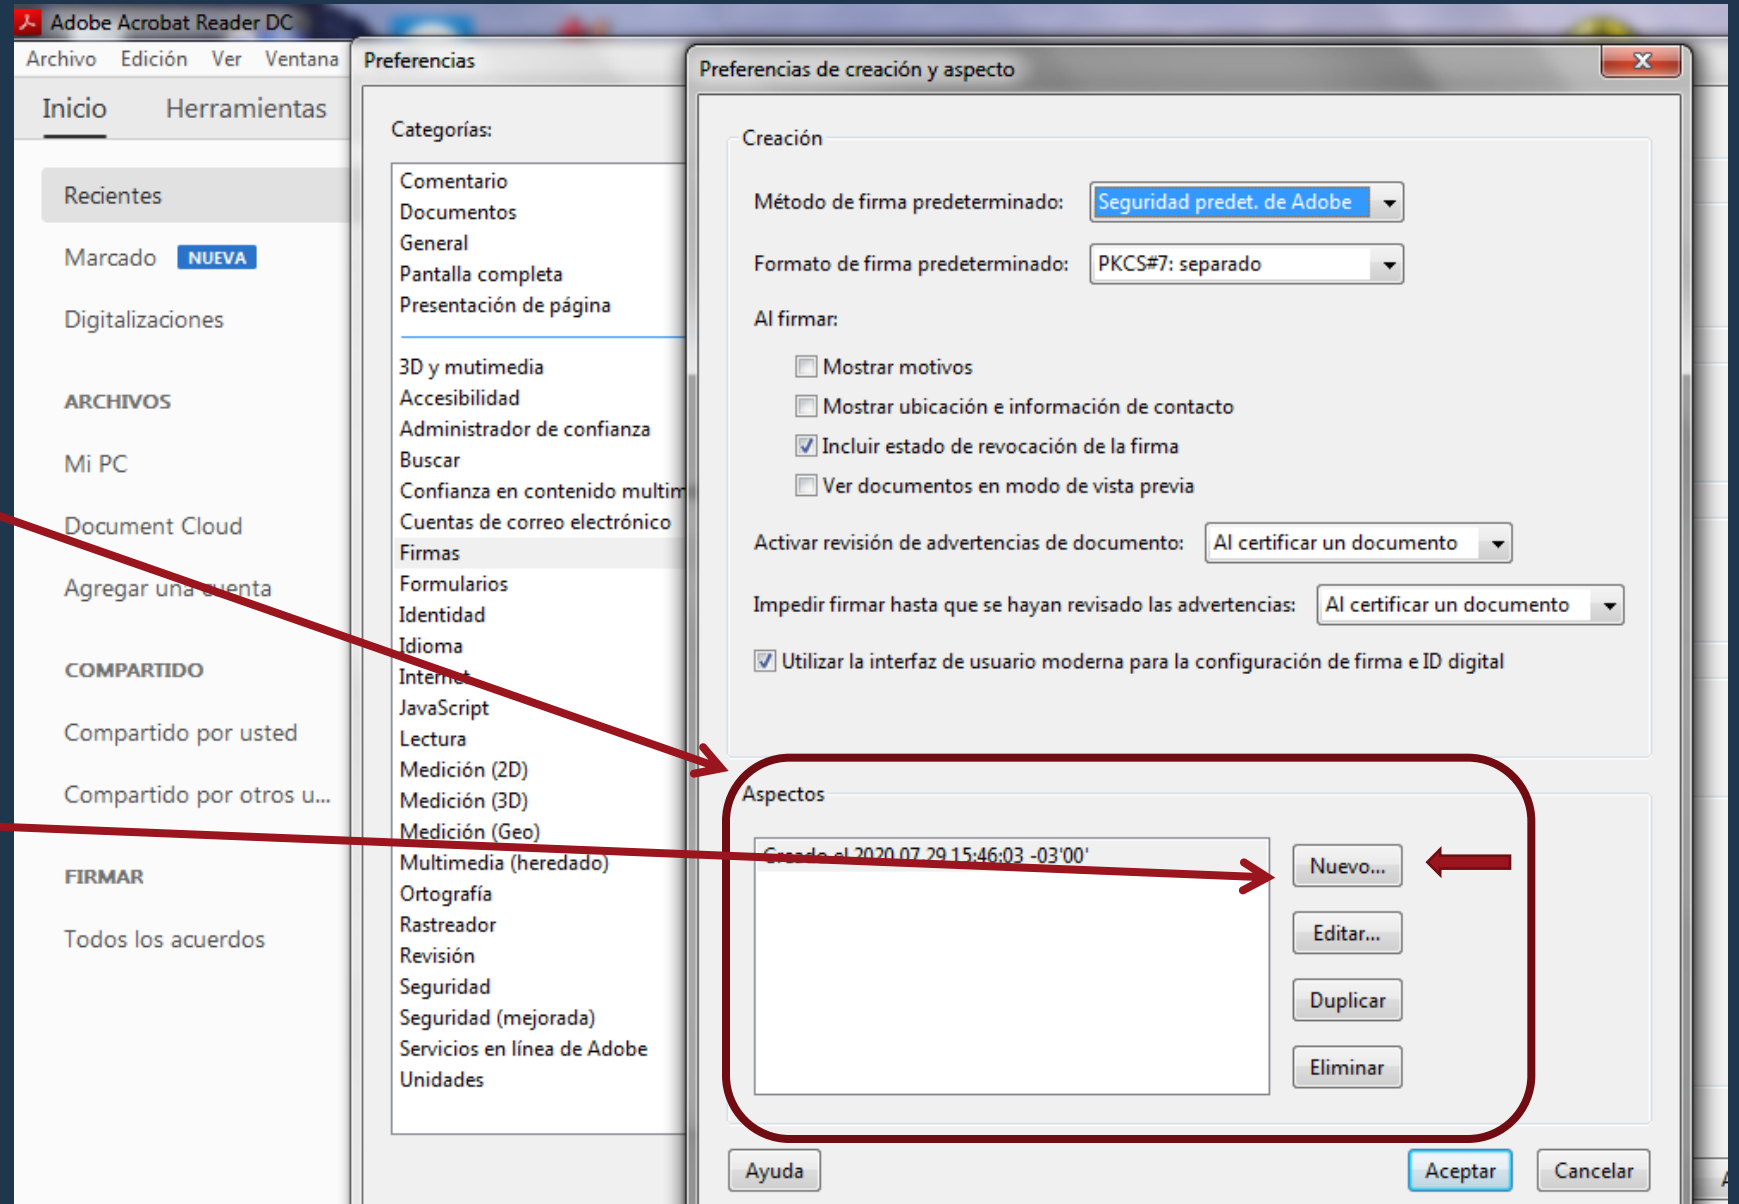 Adobe Acrobat Reader DC
Archivo Edición Ver Ventana
Inicio Herramientas
Recientes
Marcado NUEVA
Digitalizaciones
ARCHIVOS
Mi PC
Document Cloud
Agregar una cuenta
COMPARTIDO
Compartido por usted
Compartido por otros u...
FIRMAR
Todos los acuerdos
Preferencias
Categorías:
Comentario
Documentos
General
Pantalla completa
Presentación de página
3D y mutimedia
Accesibilidad
Administrador de confianza
Buscar
Confianza en contenido multim
Cuentas de correo electrónico
Firmas
Formularios
Identidad
Idioma
Internet
JavaScript
Lectura
Medición (2D)
Medición (3D)
Medición (Geo)
Multimedia (heredado)
Ortografía
Rastreador
Revisión
Seguridad
Seguridad (mejorada)
Servicios en línea de Adobe
Unidades
Preferencias de creación y aspecto
Creación
Método de firma predeterminado: Seguridad predet. de Adobe
Formato de firma predeterminado: PKCS#7: separado
Al firmar:
Mostrar motivos
Mostrar ubicación e información de contacto
Incluir estado de revocación de la firma
Ver documentos en modo de vista previa
Activar revisión de advertencias de documento: Al certificar un documento
Impedir firmar hasta que se hayan revisado las advertencias: Al certificar un documento
Utilizar la interfaz de usuario moderna para la configuración de firma e ID digital
Aspectos
Creado el 2020.07.29 15:46:03 -03'00'
Nuevo...
Editar...
Duplicar
Eliminar
Ayuda Aceptar Cancelar